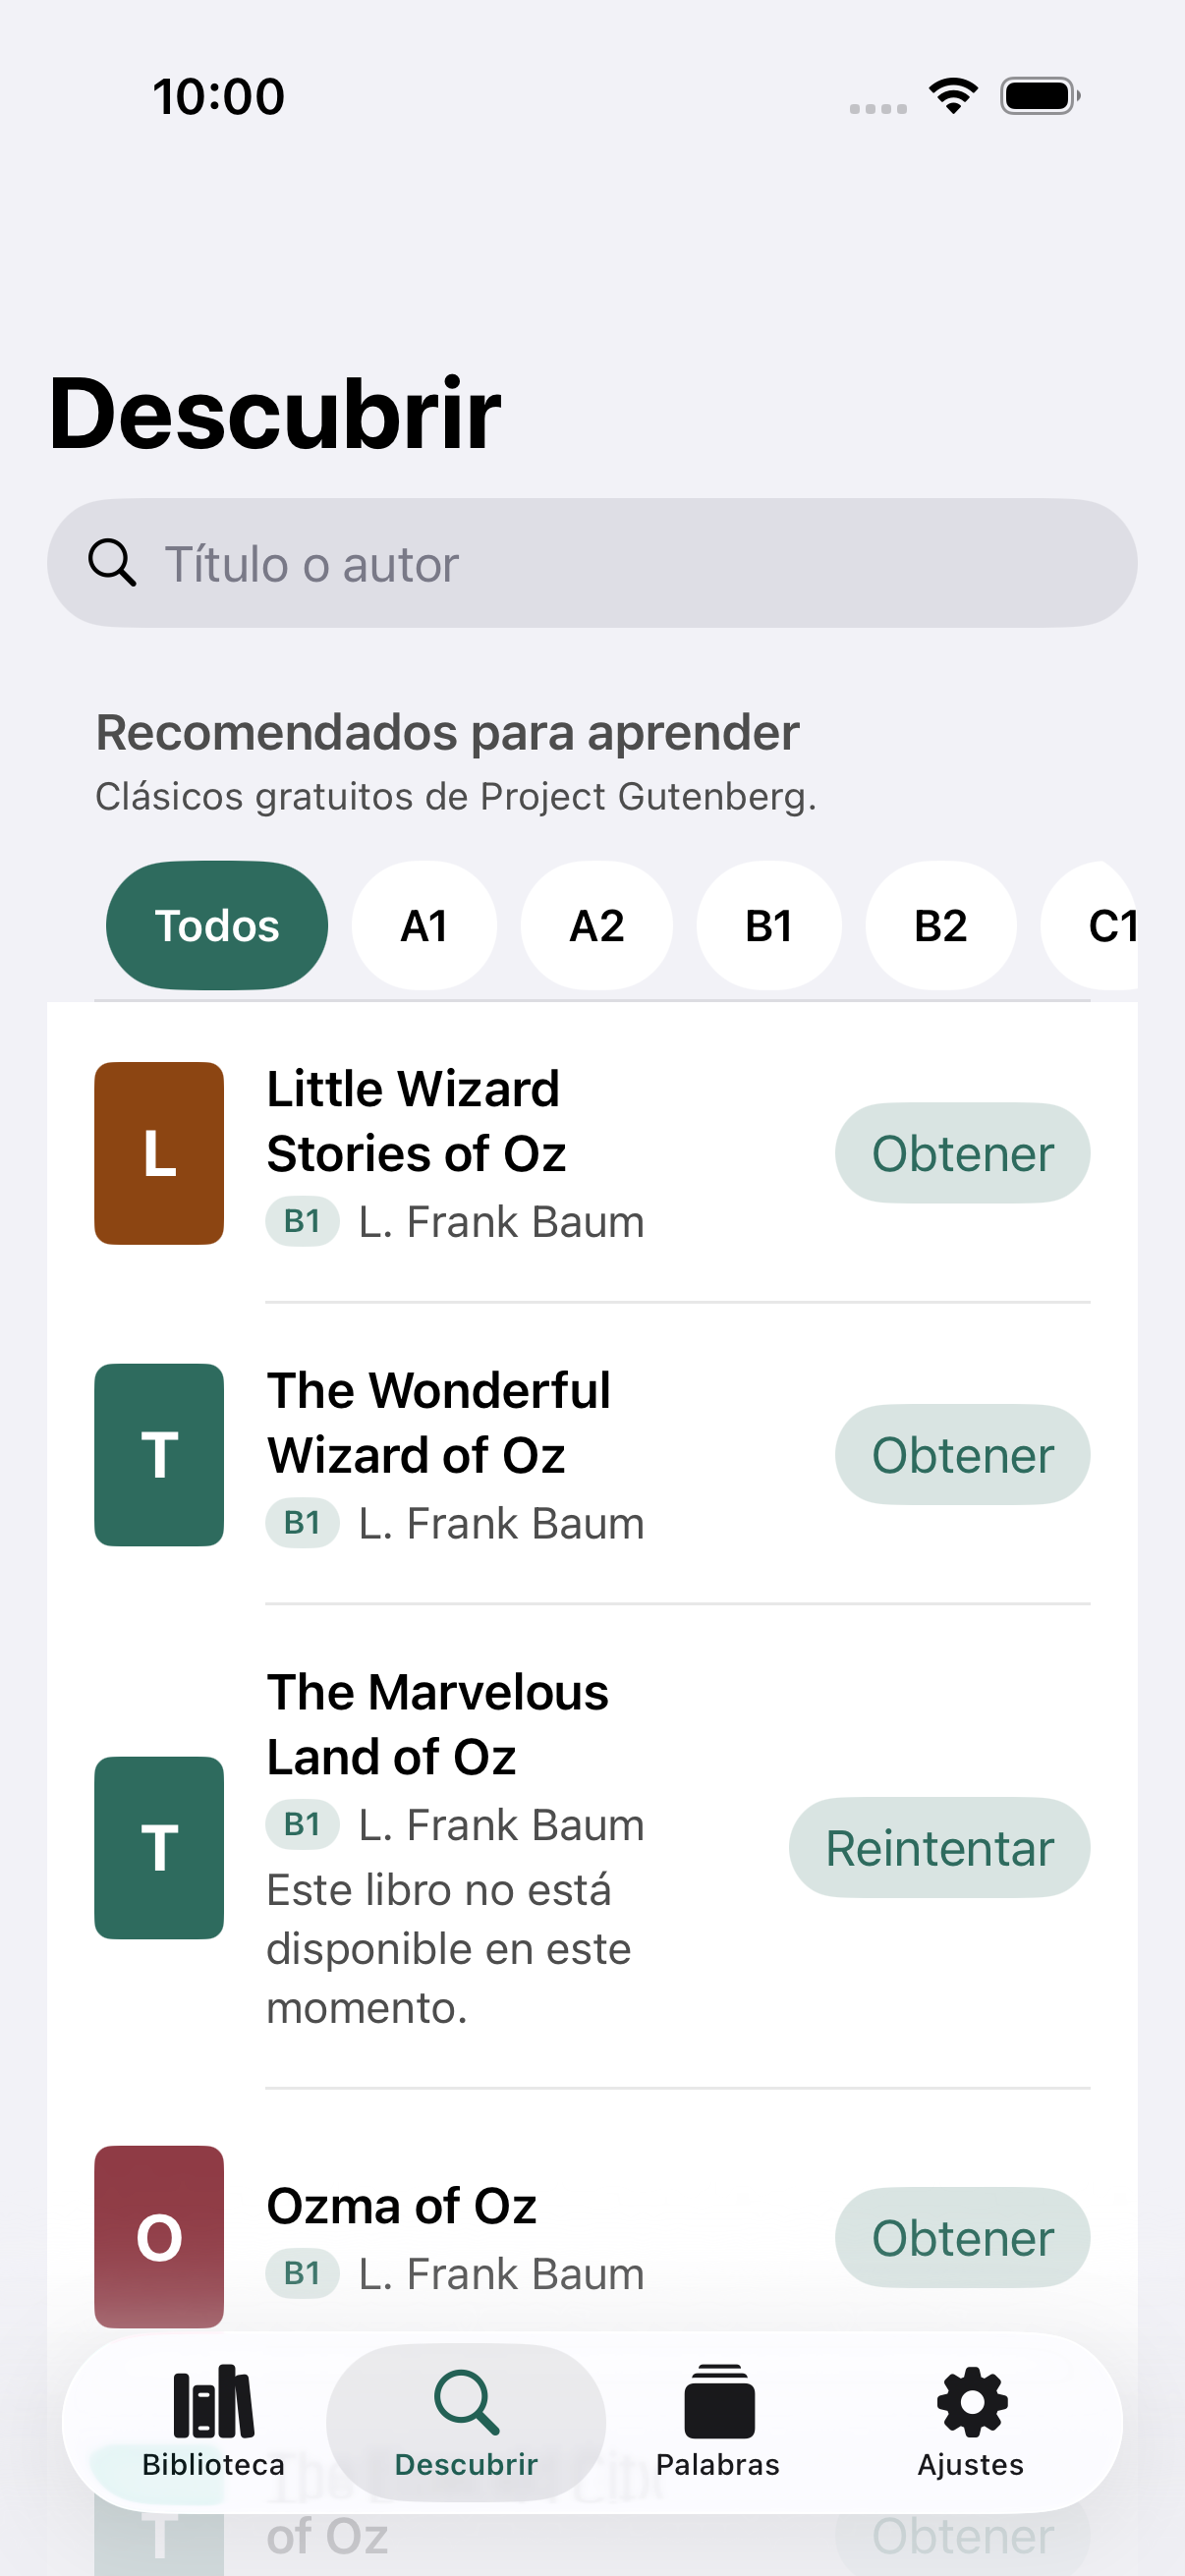 10:00
Descubrir
Título o autor
Recomendados para aprender
Clásicos gratuitos de Project Gutenberg.
Todos
A1
A2
B1
B2
C1
L
Little Wizard
Stories of Oz
B1 L. Frank Baum
Obtener
T
The Wonderful
Wizard of Oz
B1 L. Frank Baum
Obtener
T
The Marvelous
Land of Oz
B1 L. Frank Baum
Este libro no está
disponible en este
momento.
Reintentar
O
Ozma of Oz
B1 L. Frank Baum
Obtener
Biblioteca
Descubrir
Palabras
Ajustes
T
The
of Oz
Obtener